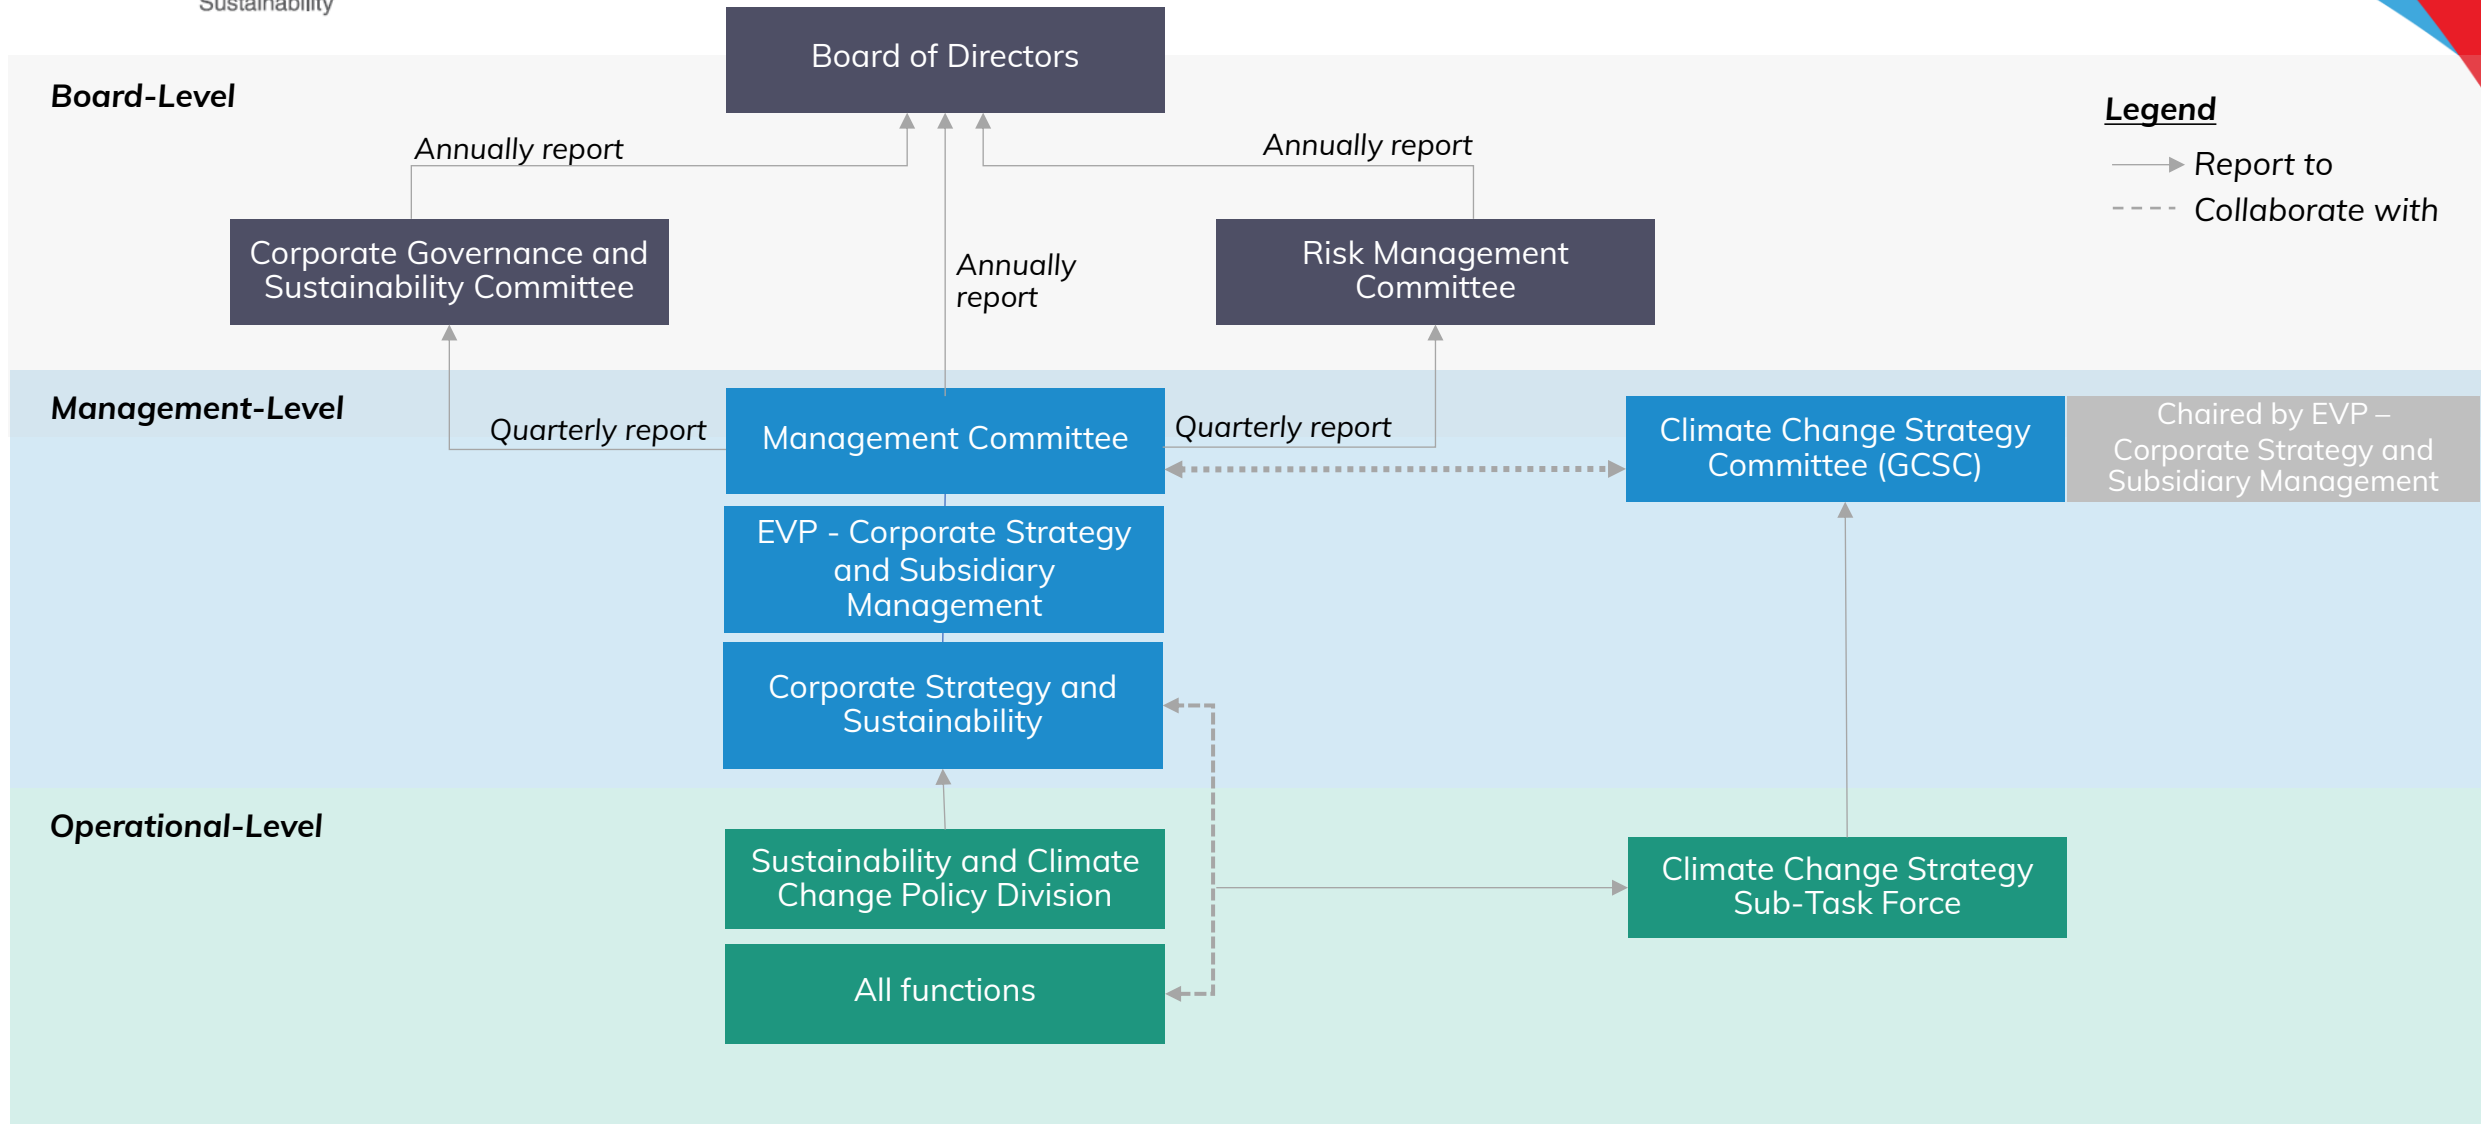 Sustainability
Board of Directors
Board-Level
Legend
Annually report
Annually report
Report to
Collaborate with
Corporate Governance and
Sustainability Committee
Annually
report
Risk Management
Committee
Management-Level
Quarterly report
Management Committee
Quarterly report
Climate Change Strategy
Committee (GCSC)
Chaired by EVP –
Corporate Strategy and
Subsidiary Management
EVP - Corporate Strategy
and Subsidiary
Management
Corporate Strategy and
Sustainability
Operational-Level
Sustainability and Climate
Change Policy Division
Climate Change Strategy
Sub-Task Force
All functions